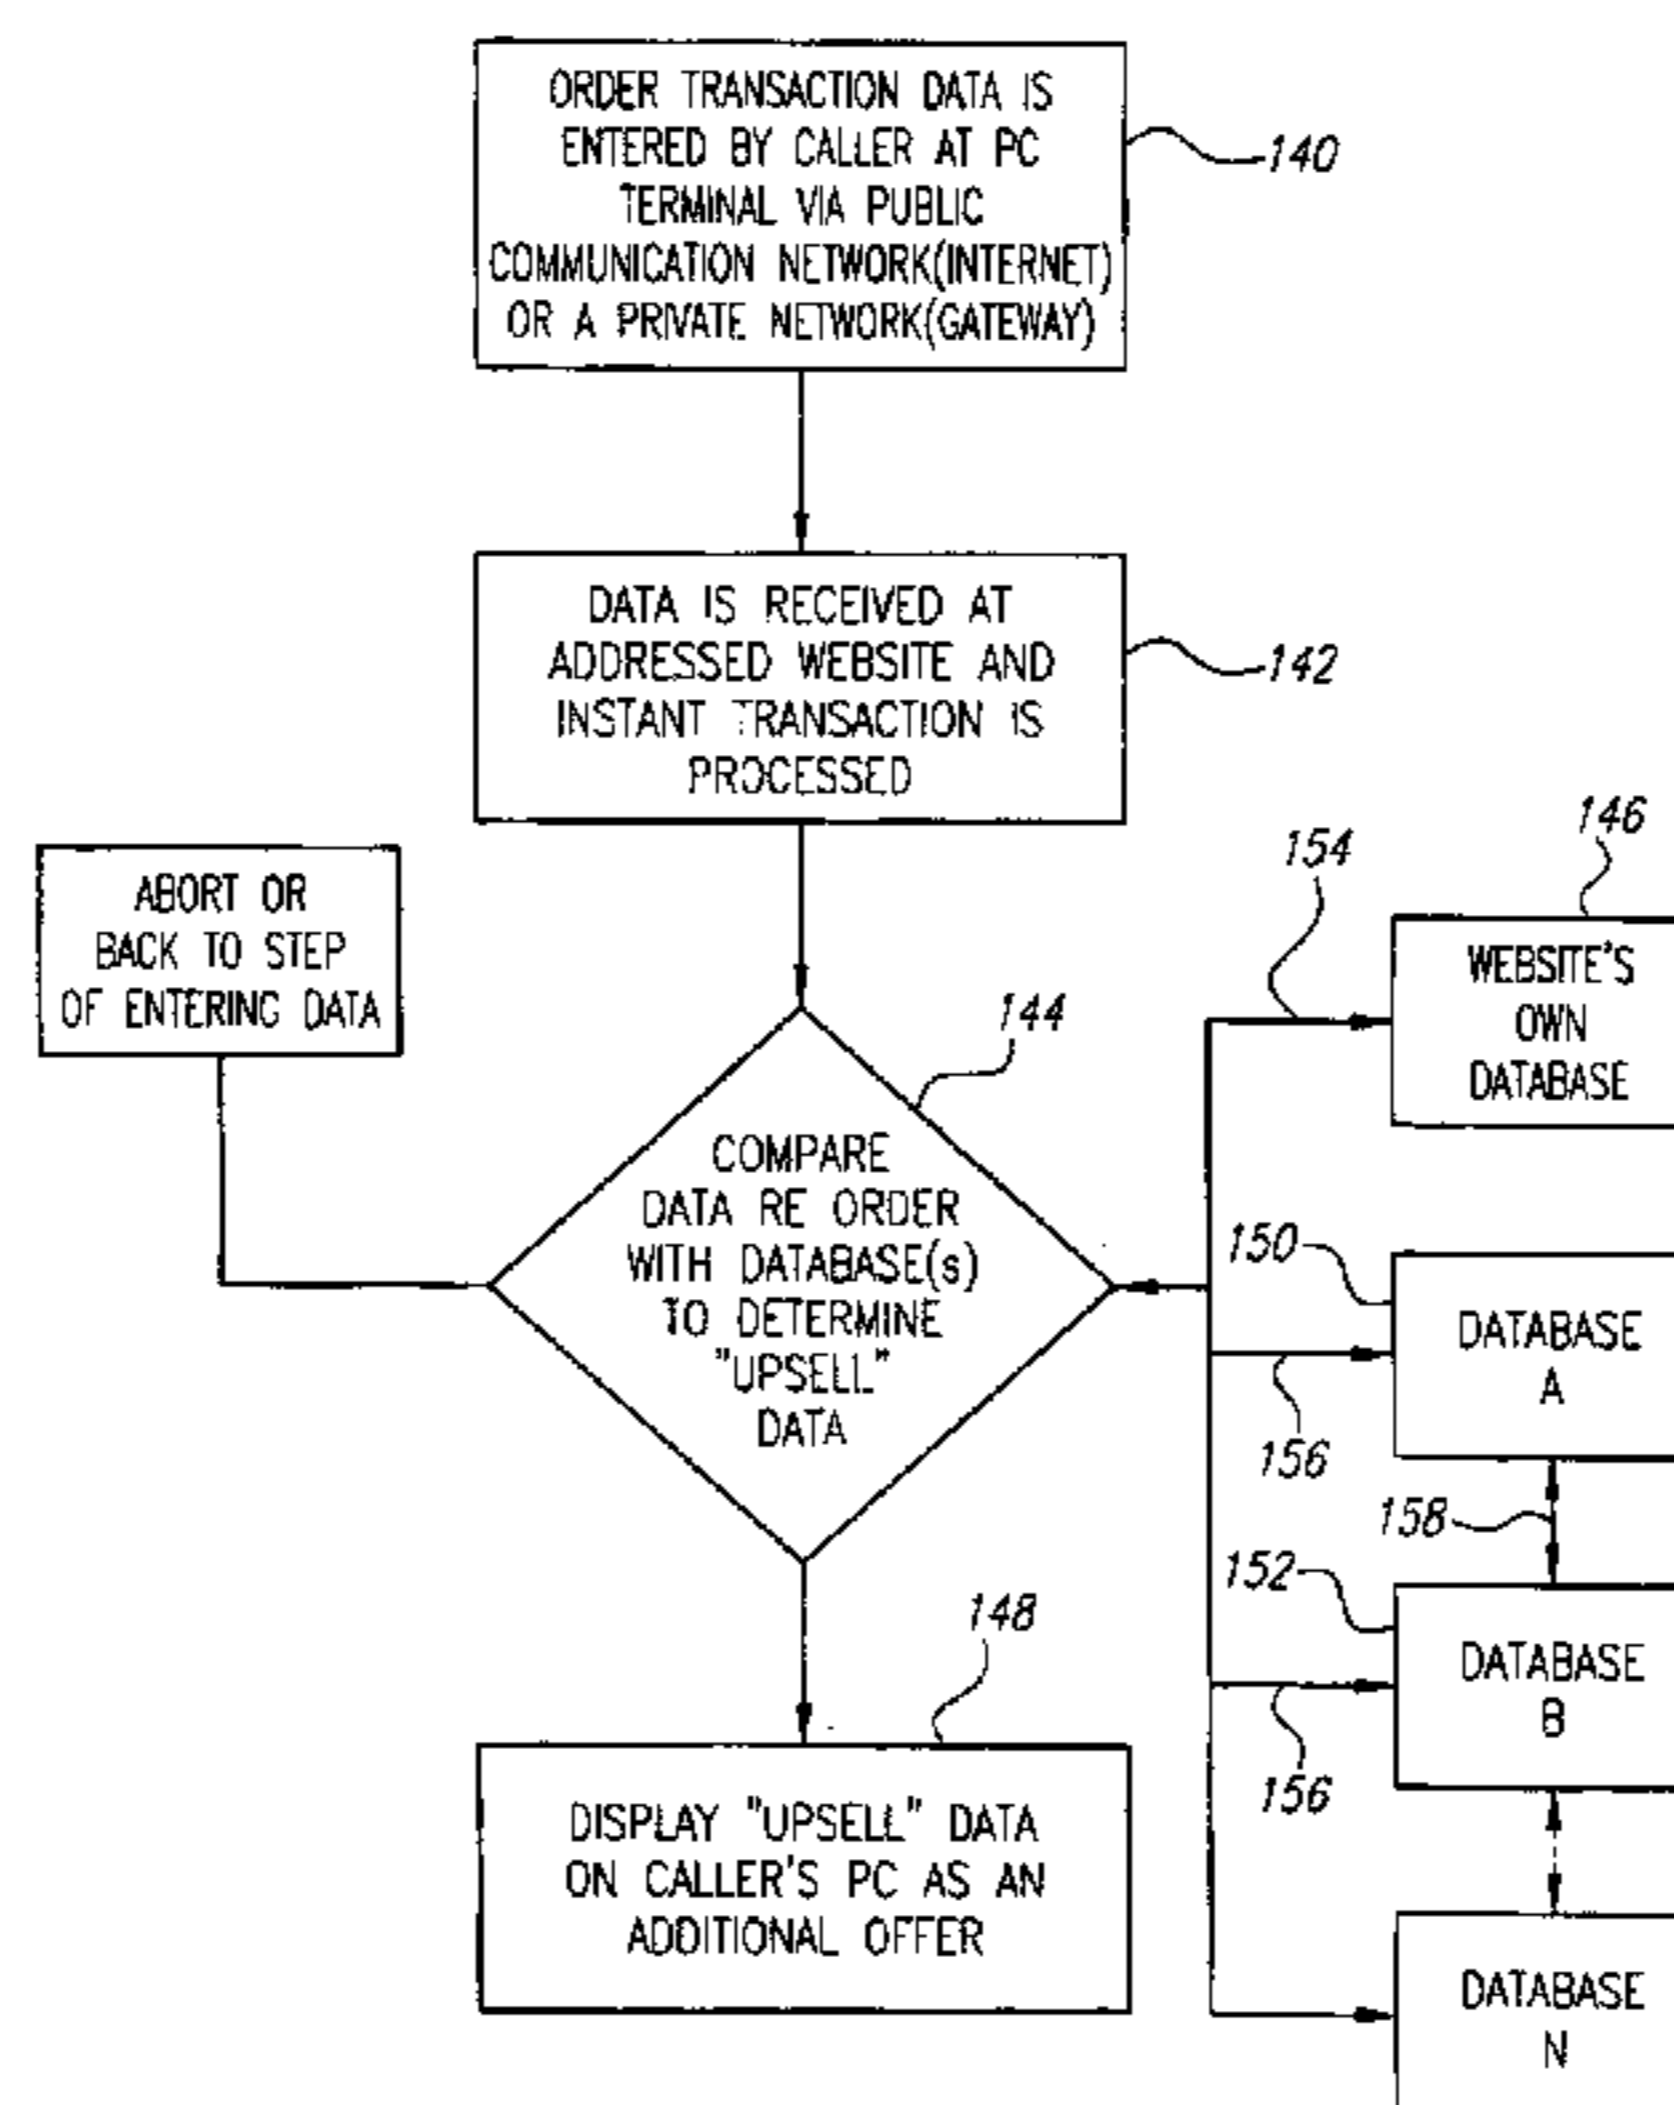 ORDER TRANSACTION DATA IS
ENTERED BY CALLER AT PC
TERMINAL VIA PUBLIC
COMMUNICATION NETWORK(INTERNET)
OR A PRIVATE NETWORK(GATEWAY)
140
DATA IS RECEIVED AT
ADDRESSED WEBSITE AND
INSTANT TRANSACTION IS
PROCESSED
142
ABORT OR
BACK TO STEP
OF ENTERING DATA
144
COMPARE
DATA RE ORDER
WITH DATABASE(s)
TO DETERMINE
"UPSELL"
DATA
154
146
WEBSITE'S
OWN
DATABASE
150
DATABASE
A
156
158
152
DATABASE
B
156
148
DISPLAY "UPSELL" DATA
ON CALLER'S PC AS AN
ADDITIONAL OFFER
DATABASE
N